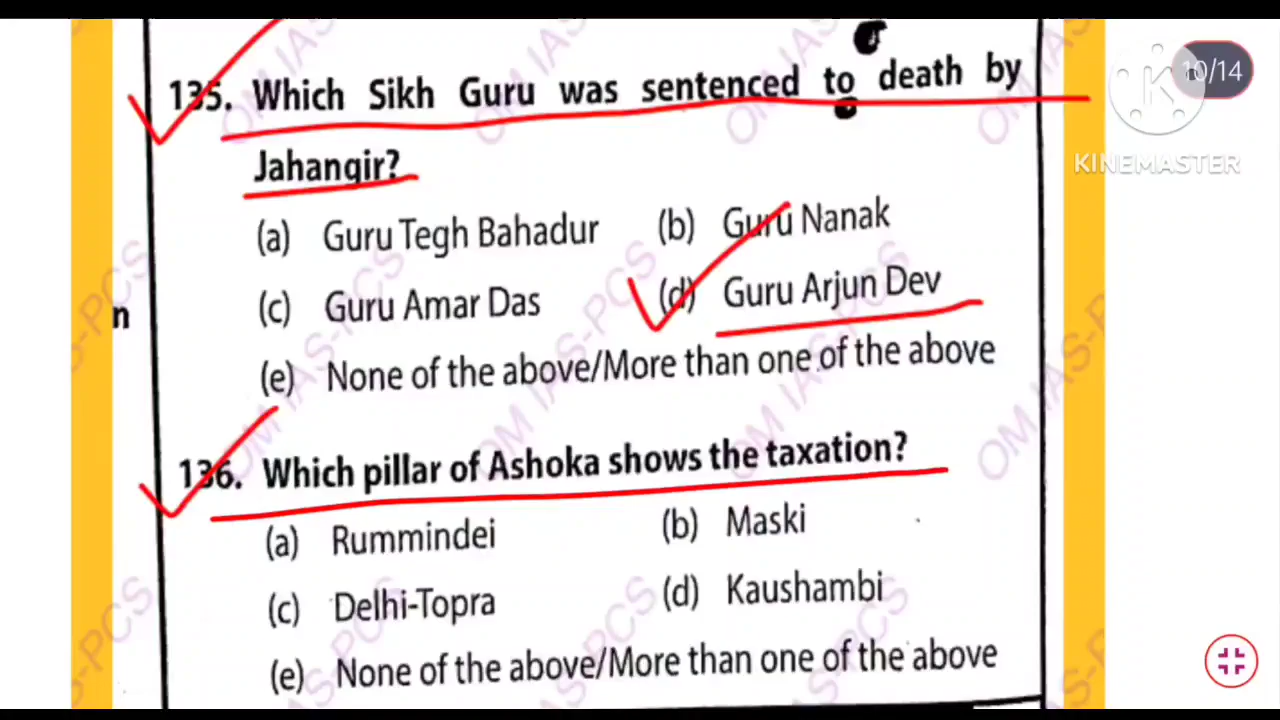 10/14
KINEMASTER
135. Which Sikh Guru was sentenced to death by
Jahangir?
(a) Guru Tegh Bahadur (b) Guru Nanak
(c) Guru Amar Das (d) Guru Arjun Dev
n
(e) None of the above/More than one of the above
136. Which pillar of Ashoka shows the taxation?
(a) Rummindei (b) Maski
(c) Delhi-Topra (d) Kaushambi
(e) None of the above/More than one of the above
OM IAS-PCS